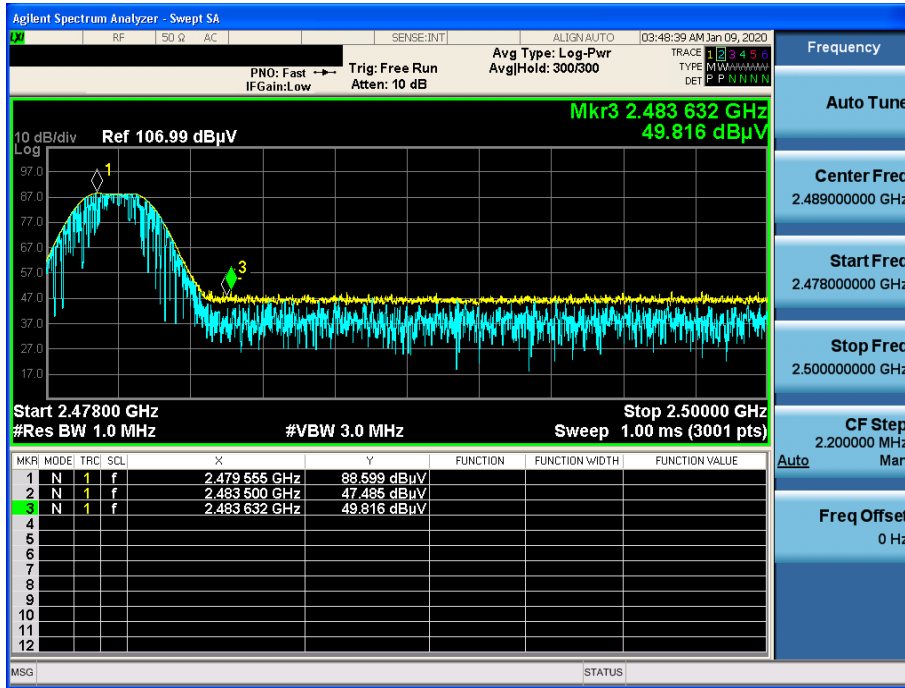 Agilent Spectrum Analyzer - Swept SA
LXI RF 50 Ω AC SENSE:INT ALIGN AUTO 03:48:39 AM Jan 09, 2020
Frequency
PNO: Fast
IFGain:Low
Trig: Free Run
Atten: 10 dB
Avg Type: Log-Pwr
Avg|Hold: 300/300
TRACE 1 2 3 4 5 6
TYPE M W W W W W
DET P P N N N N
Mkr3 2.483 632 GHz
49.816 dBµV
10 dB/div
Log
Ref 106.99 dBµV
97.0
87.0
77.0
67.0
57.0
47.0
37.0
27.0
17.0
1
3
Start 2.47800 GHz
Stop 2.50000 GHz
#Res BW 1.0 MHz
#VBW 3.0 MHz
Sweep 1.00 ms (3001 pts)
MKR MODE TRC SCL X Y FUNCTION FUNCTION WIDTH FUNCTION VALUE
1 N 1 f 2.479 555 GHz 88.599 dBµV
2 N 1 f 2.483 500 GHz 47.485 dBµV
3 N 1 f 2.483 632 GHz 49.816 dBµV
4
5
6
7
8
9
10
11
12
MSG
STATUS
Auto Tune
Center Freq
2.489000000 GHz
Start Freq
2.478000000 GHz
Stop Freq
2.500000000 GHz
CF Step
2.200000 MHz
Auto Man
Freq Offset
0 Hz